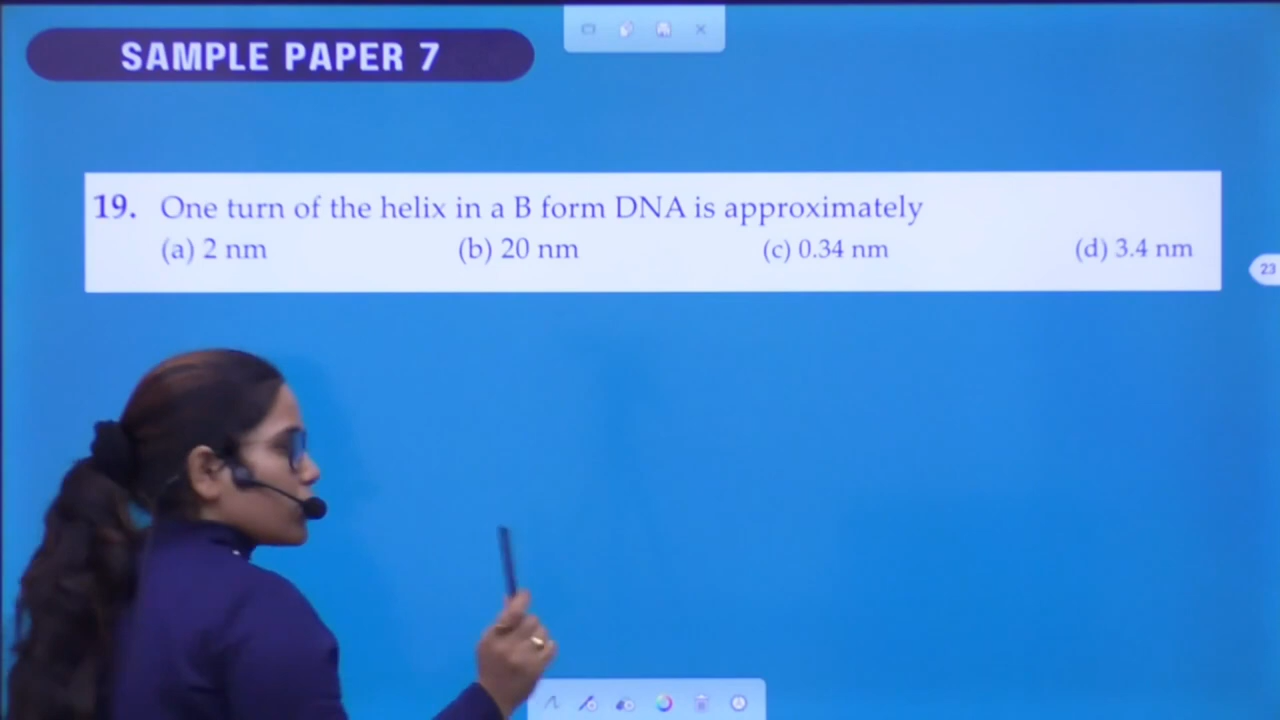 SAMPLE PAPER 7
19. One turn of the helix in a B form DNA is approximately
(a) 2 nm (b) 20 nm (c) 0.34 nm (d) 3.4 nm
23